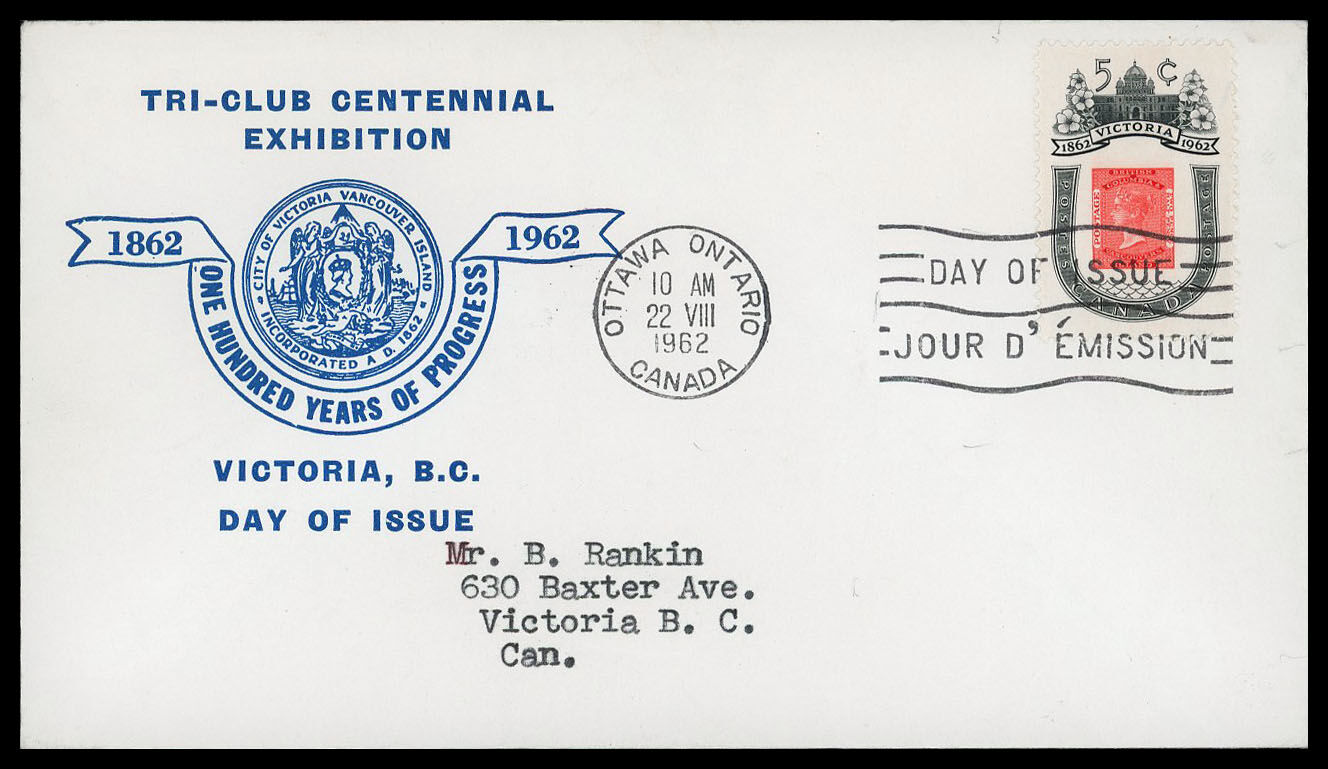 TRI-CLUB CENTENNIAL
EXHIBITION
1862
1962
CITY OF VICTORIA VANCOUVER ISLAND
INCORPORATED A D. 1862
ONE HUNDRED YEARS OF PROGRESS
VICTORIA, B.C.
DAY OF ISSUE
OTTAWA ONTARIO
10 AM
22 VIII
1962
CANADA
5 ¢
VICTORIA
1862
1962
BRITISH
COLUMBIA &
POSTAGE
POSTES
CANADA
POSTAGE
DAY OF ISSUE
JOUR D' ÉMISSION
Mr. B. Rankin
630 Baxter Ave.
Victoria B. C.
Can.